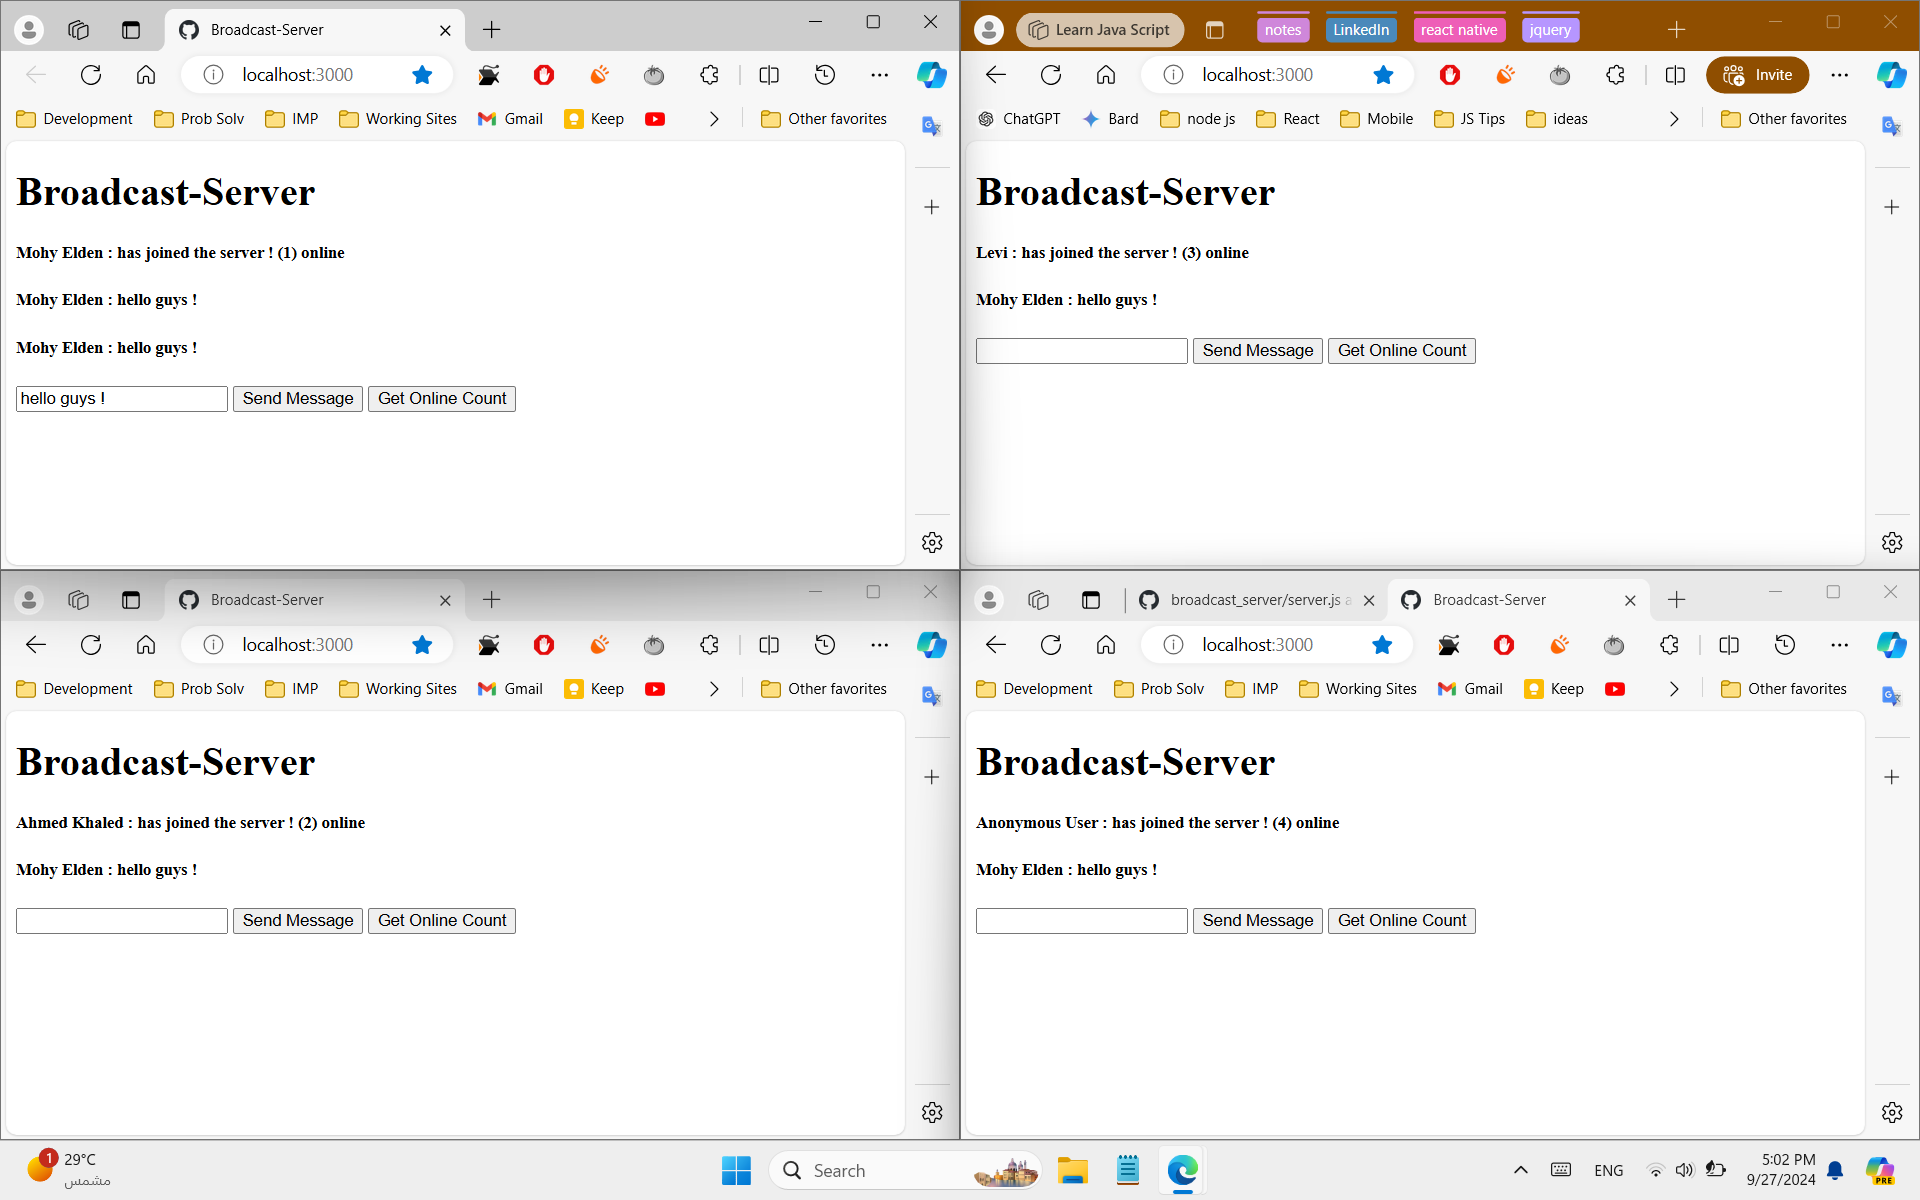 Broadcast-Server
localhost:3000
Development Prob Solv IMP Working Sites Gmail Keep Other favorites
Broadcast-Server
Mohy Elden : has joined the server ! (1) online
Mohy Elden : hello guys !
Mohy Elden : hello guys !
hello guys ! Send Message Get Online Count
Learn Java Script notes LinkedIn react native jquery
localhost:3000 Invite
ChatGPT Bard node js React Mobile JS Tips ideas Other favorites
Broadcast-Server
Levi : has joined the server ! (3) online
Mohy Elden : hello guys !
Send Message Get Online Count
Broadcast-Server
localhost:3000
Development Prob Solv IMP Working Sites Gmail Keep Other favorites
Broadcast-Server
Ahmed Khaled : has joined the server ! (2) online
Mohy Elden : hello guys !
Send Message Get Online Count
broadcast_server/server.js a Broadcast-Server
localhost:3000
Development Prob Solv IMP Working Sites Gmail Keep Other favorites
Broadcast-Server
Anonymous User : has joined the server ! (4) online
Mohy Elden : hello guys !
Send Message Get Online Count
1 29°C
مشمس
Search
ENG
5:02 PM
9/27/2024
PRE